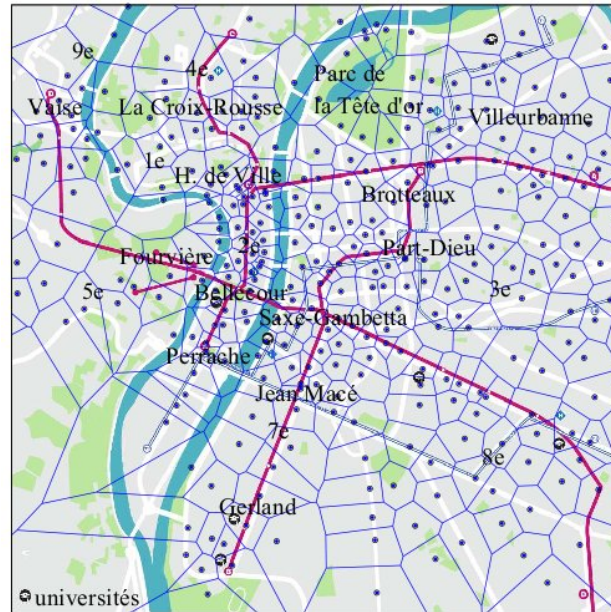 9e
4e
Parc de
la Tête d'or
Vaise
La Croix-Rousse
Villeurbanne
1e
H. de Ville
Brotteaux
2e
Part-Dieu
Fourvière
5e
Bellecour
3e
Saxe-Gambetta
Perrache
Jean Macé
7e
8e
Gerland
universités